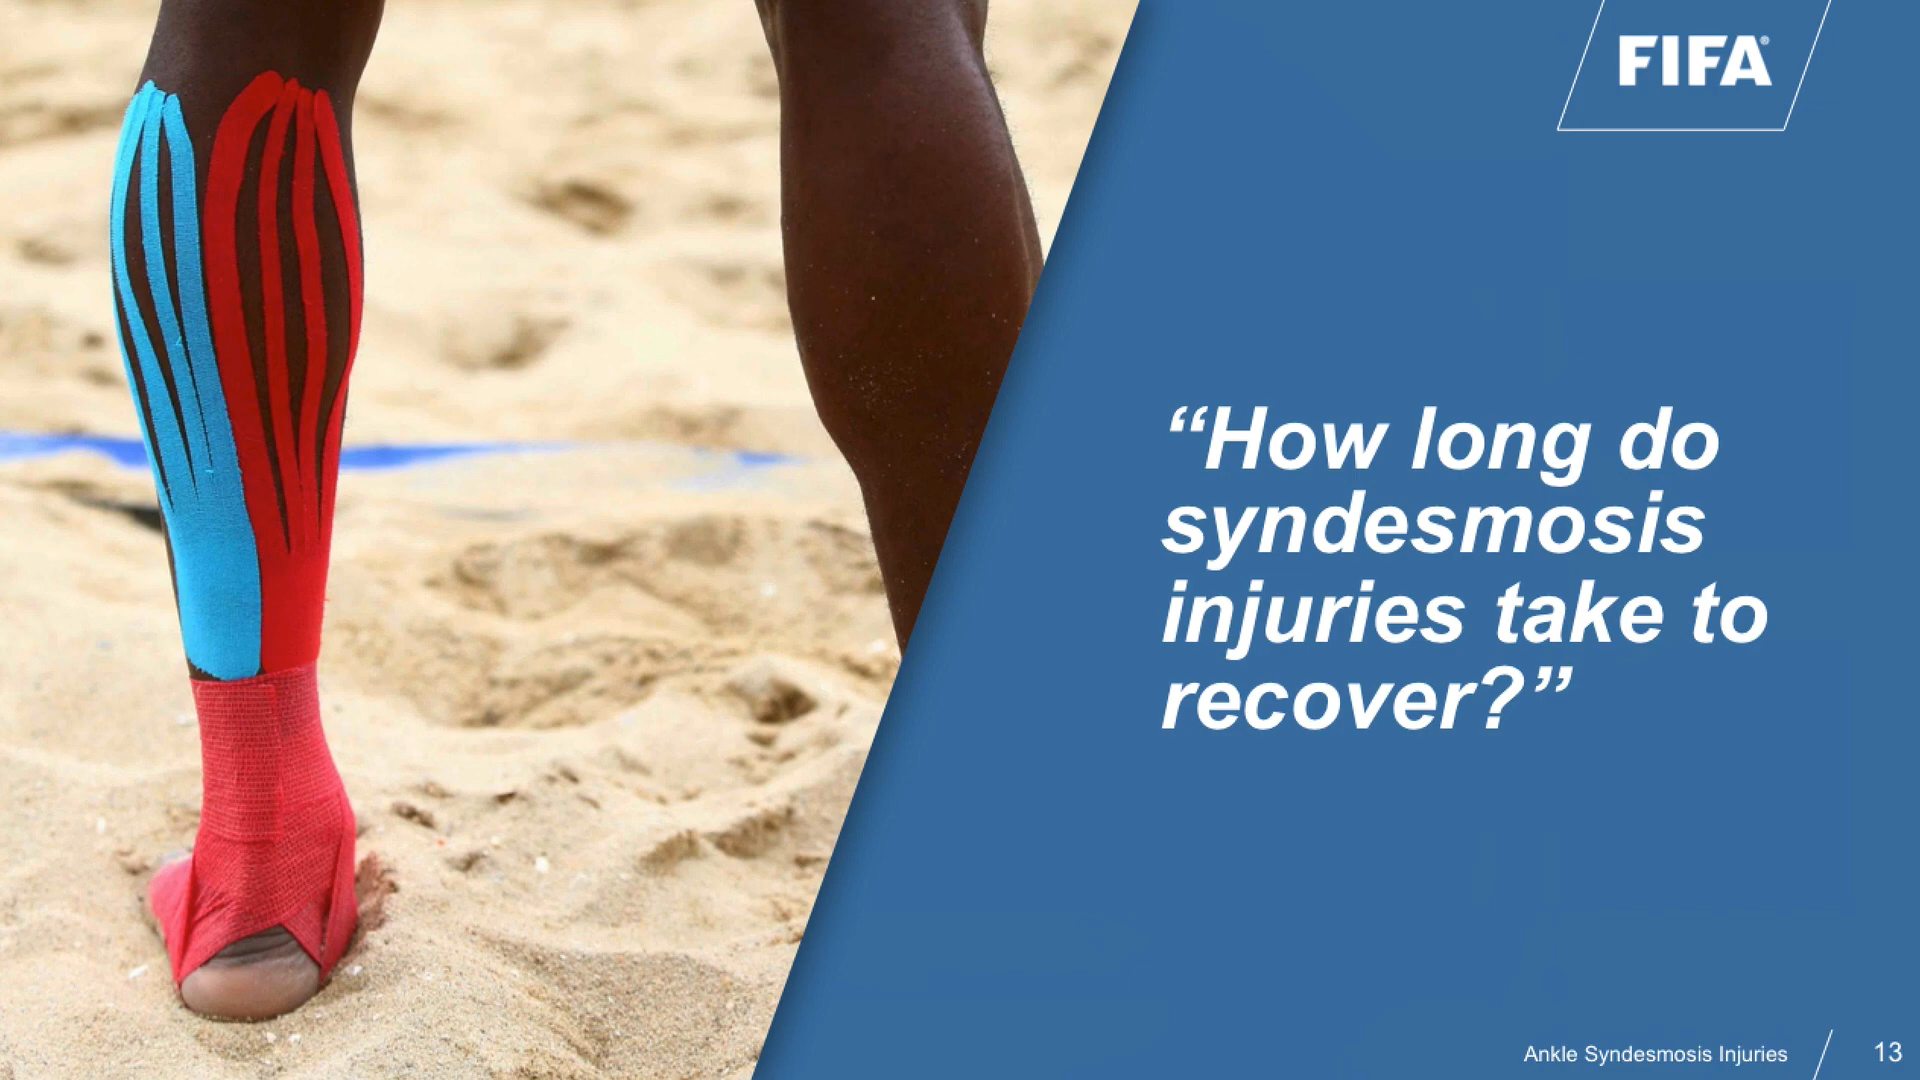 FIFA®
“How long do
syndesmosis
injuries take to
recover?”
Ankle Syndesmosis Injuries
13